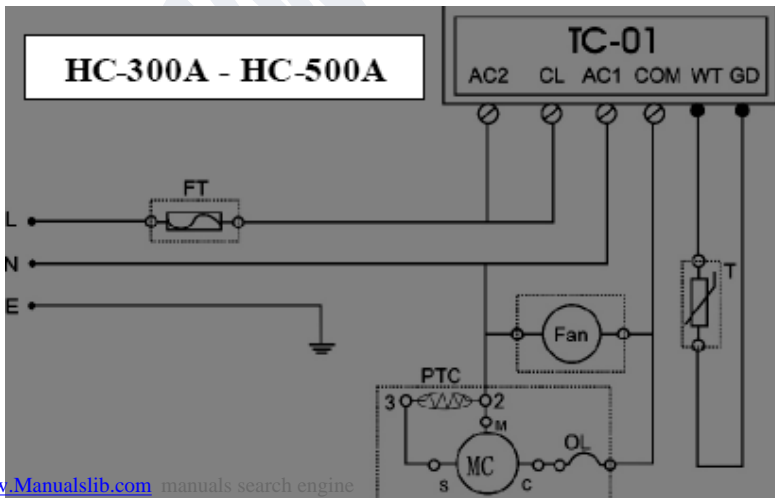 TC-01
HC-300A - HC-500A
AC2 CL AC1 COM WT GD
FT
L
N
T
E
Fan
PTC
3 2
M
OL
MC
S C
v.Manualslib.com manuals search engine